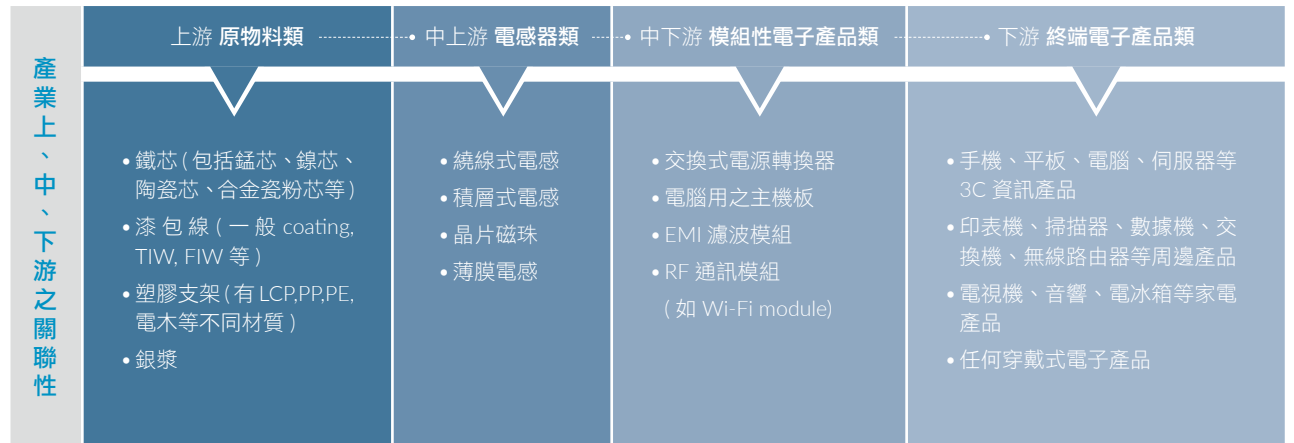 產業上、中、下游之關聯性
上游 原物料類
中上游 電感器類
中下游 模組性電子產品類
下游 終端電子產品類
• 鐵芯 ( 包括錳芯、鎳芯、
陶瓷芯、合金瓷粉芯等 )
• 漆 包 線 ( 一 般 coating,
TIW, FIW 等 )
• 塑膠支架 ( 有 LCP,PP,PE,
電木等不同材質 )
• 銀漿
• 繞線式電感
• 積層式電感
• 晶片磁珠
• 薄膜電感
• 交換式電源轉換器
• 電腦用之主機板
• EMI 濾波模組
• RF 通訊模組
( 如 Wi-Fi module)
• 手機、平板、電腦、伺服器等
3C 資訊產品
• 印表機、掃描器、數據機、交
換機、無線路由器等周邊產品
• 電視機、音響、電冰箱等家電
產品
• 任何穿戴式電子產品